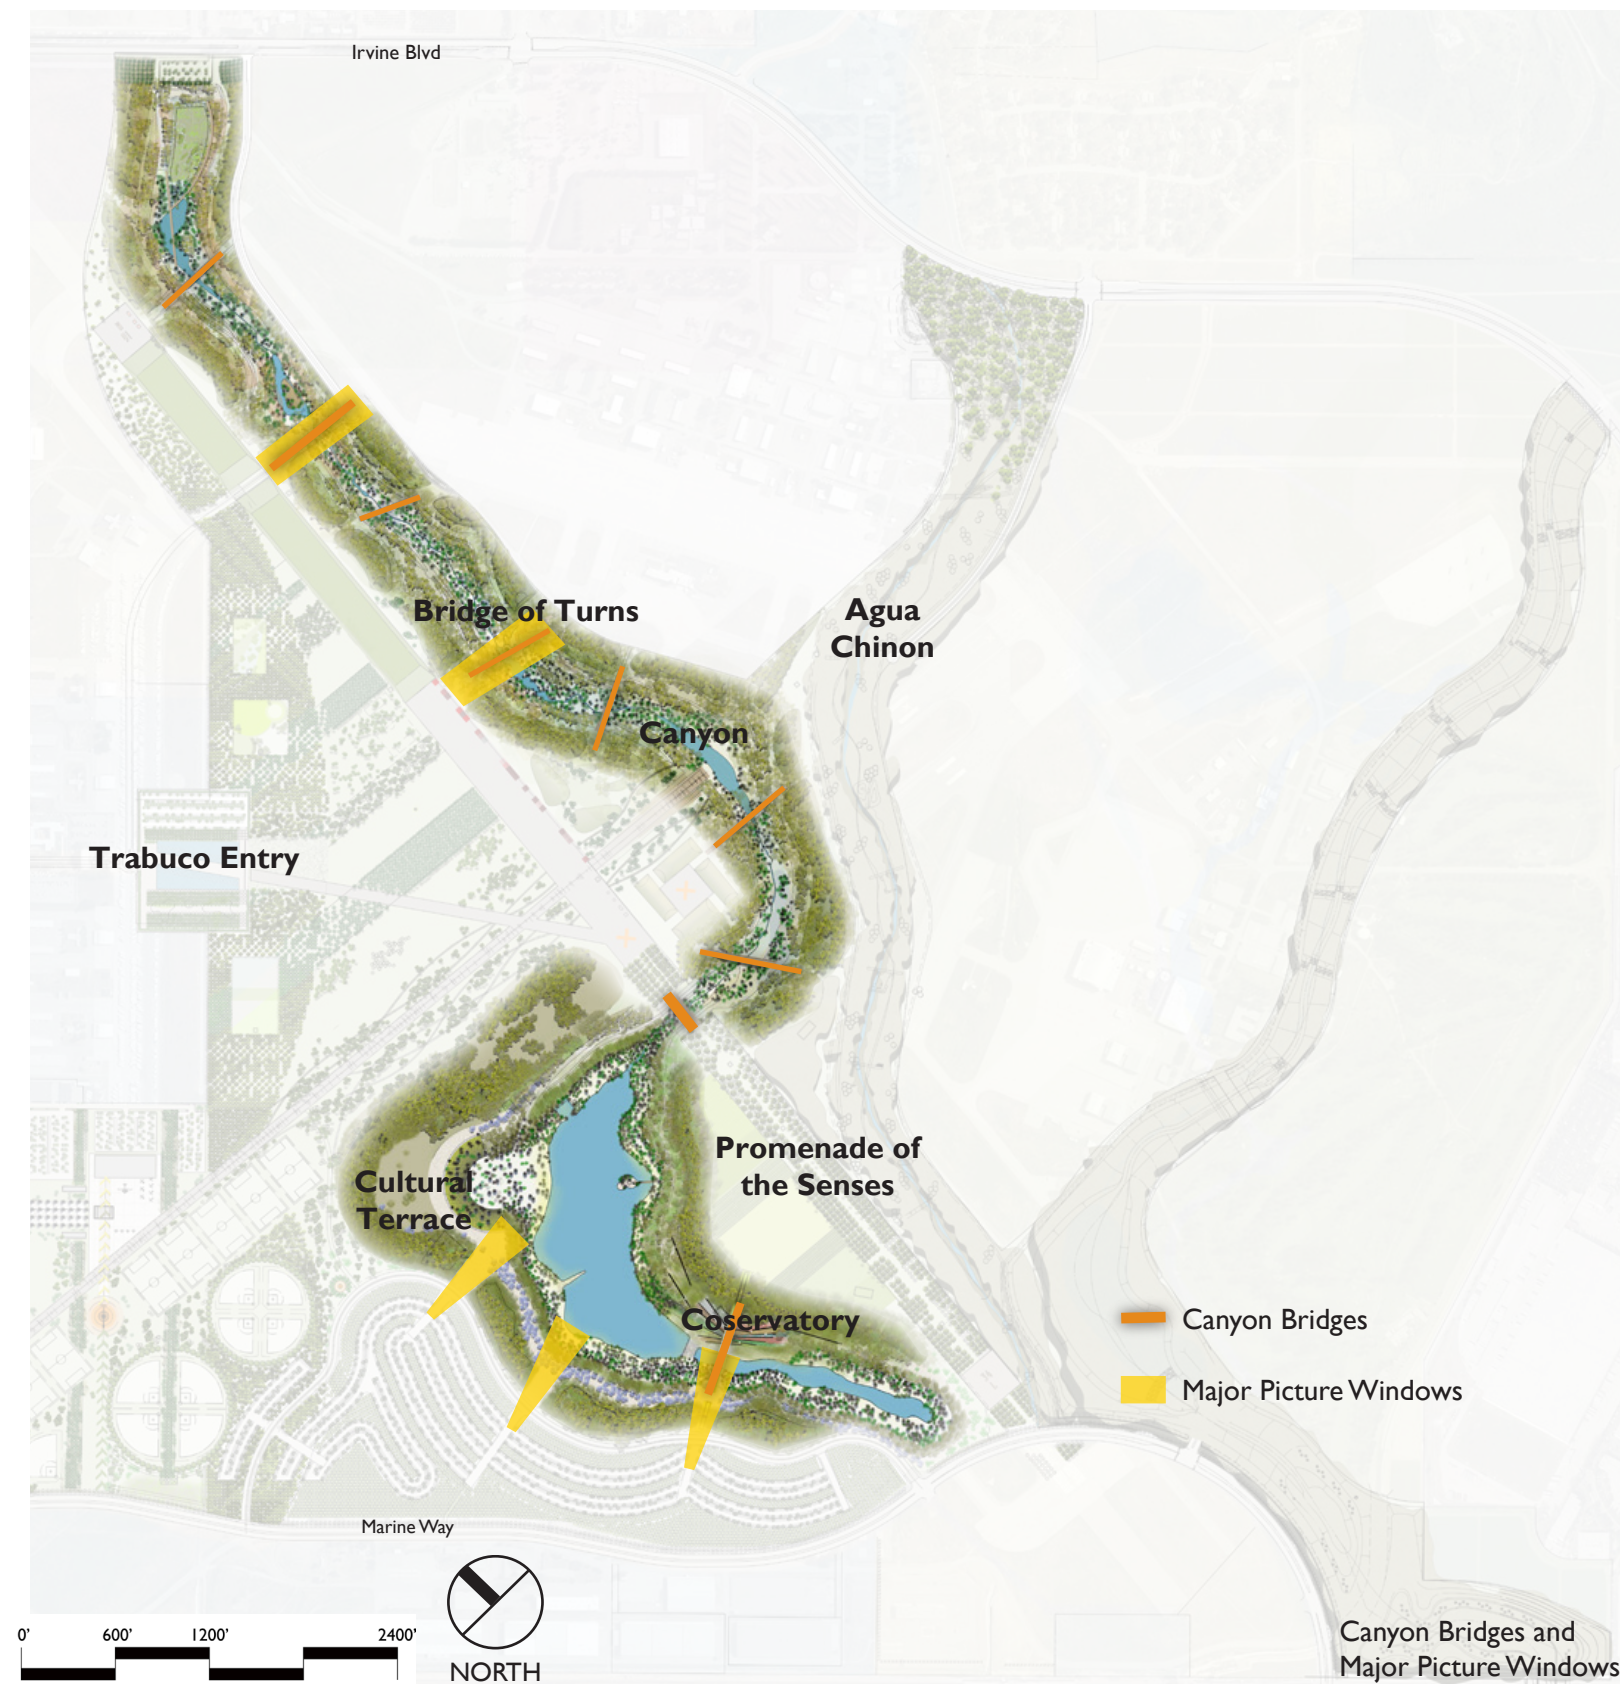 Irvine Blvd
Bridge of Turns
Agua
Chinon
Canyon
Trabuco Entry
Promenade of
the Senses
Cultural
Terrace
Coservatory
Canyon Bridges
Major Picture Windows
Marine Way
0'
600'
1200'
2400'
NORTH
Canyon Bridges and
Major Picture Windows